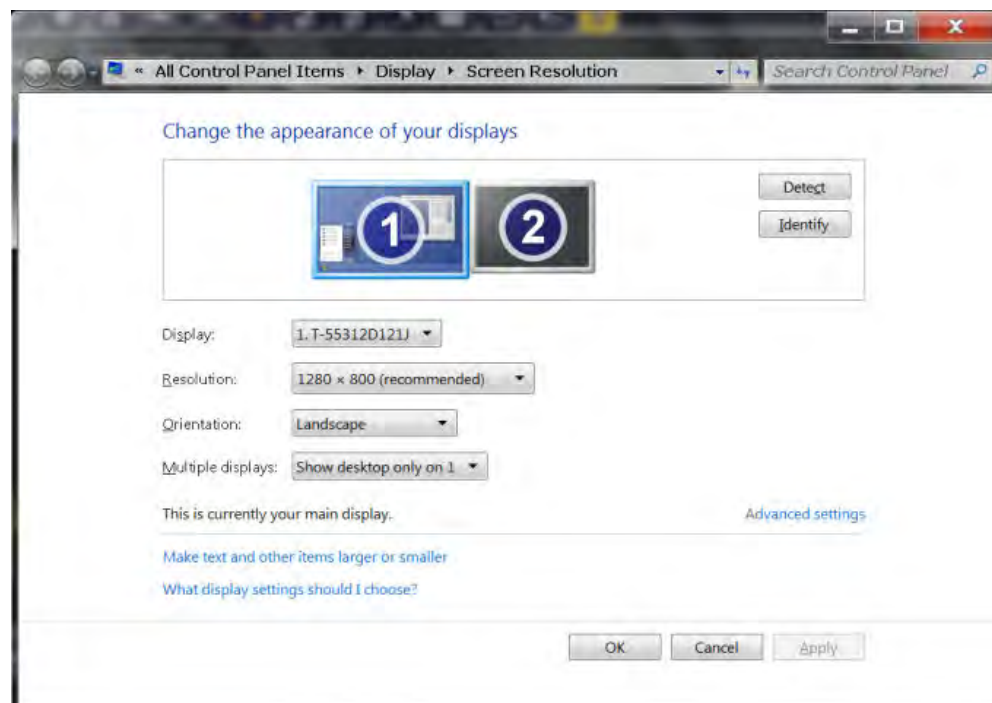 « All Control Panel Items ▸ Display ▸ Screen Resolution
Search Control Panel
Change the appearance of your displays
1
2
Detect
Identify
Display: 1. T-55312D121J
Resolution: 1280 × 800 (recommended)
Orientation: Landscape
Multiple displays: Show desktop only on 1
This is currently your main display.
Advanced settings
Make text and other items larger or smaller
What display settings should I choose?
OK
Cancel
Apply